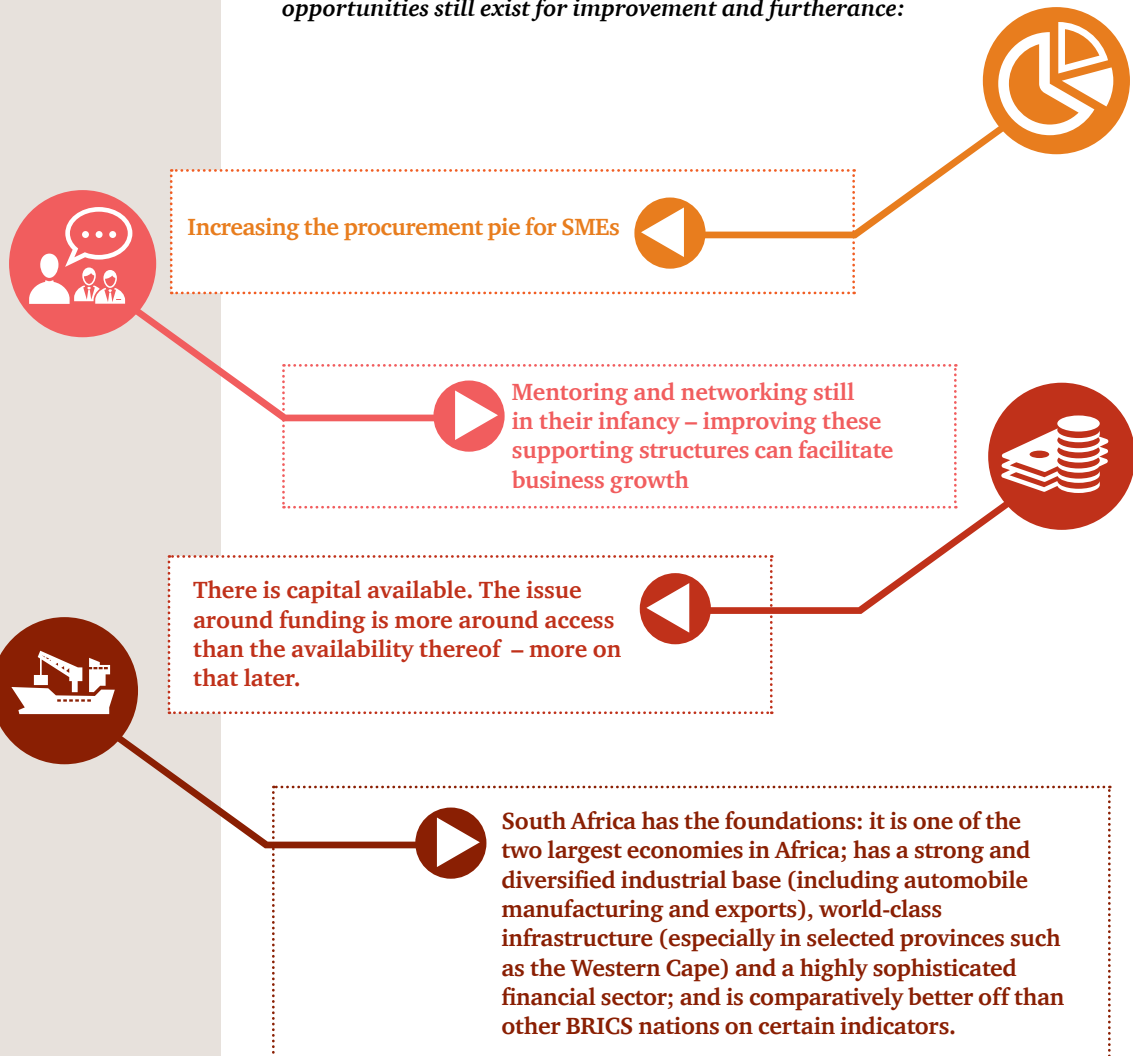 opportunities still exist for improvement and furtherance:
Increasing the procurement pie for SMEs
Mentoring and networking still
in their infancy – improving these
supporting structures can facilitate
business growth
There is capital available. The issue
around funding is more around access
than the availability thereof – more on
that later.
South Africa has the foundations: it is one of the
two largest economies in Africa; has a strong and
diversified industrial base (including automobile
manufacturing and exports), world-class
infrastructure (especially in selected provinces such
as the Western Cape) and a highly sophisticated
financial sector; and is comparatively better off than
other BRICS nations on certain indicators.